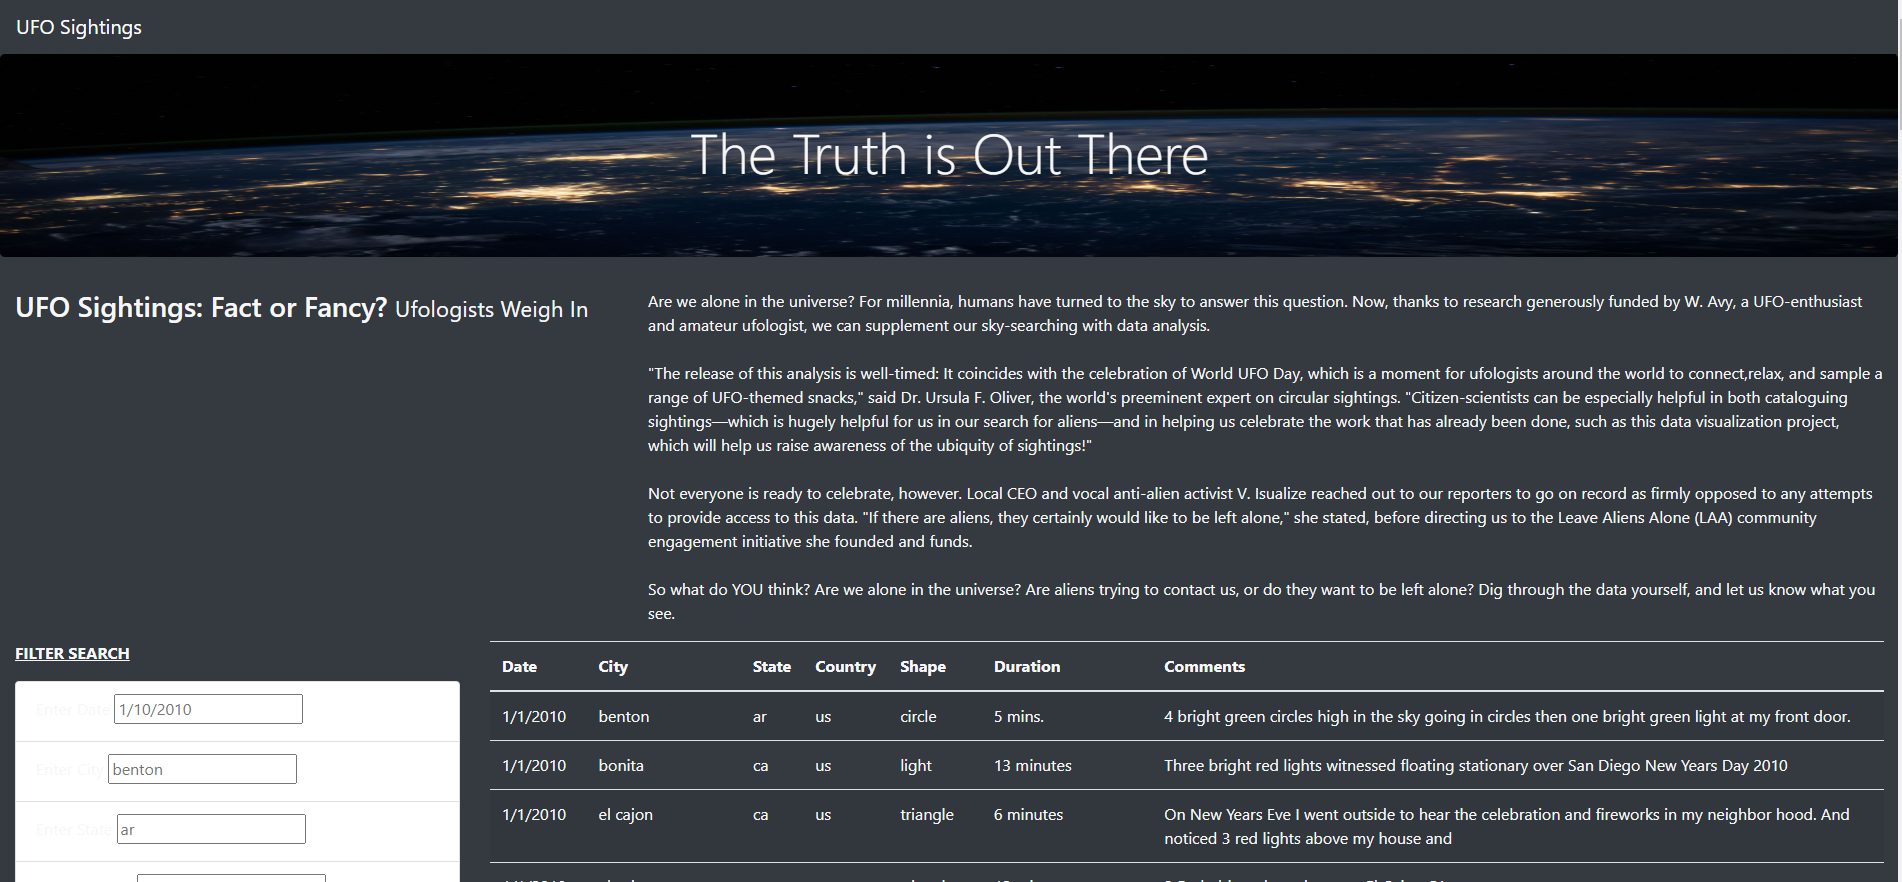 UFO Sightings
The Truth is Out There
UFO Sightings: Fact or Fancy? Ufologists Weigh In
Are we alone in the universe? For millennia, humans have turned to the sky to answer this question. Now, thanks to research generously funded by W. Avy, a UFO-enthusiast
and amateur ufologist, we can supplement our sky-searching with data analysis.
"The release of this analysis is well-timed: It coincides with the celebration of World UFO Day, which is a moment for ufologists around the world to connect,relax, and sample a
range of UFO-themed snacks," said Dr. Ursula F. Oliver, the world's preeminent expert on circular sightings. "Citizen-scientists can be especially helpful in both cataloguing
sightings—which is hugely helpful for us in our search for aliens—and in helping us celebrate the work that has already been done, such as this data visualization project,
which will help us raise awareness of the ubiquity of sightings!"
Not everyone is ready to celebrate, however. Local CEO and vocal anti-alien activist V. Isualize reached out to our reporters to go on record as firmly opposed to any attempts
to provide access to this data. "If there are aliens, they certainly would like to be left alone," she stated, before directing us to the Leave Aliens Alone (LAA) community
engagement initiative she founded and funds.
So what do YOU think? Are we alone in the universe? Are aliens trying to contact us, or do they want to be left alone? Dig through the data yourself, and let us know what you
see.
FILTER SEARCH
Enter Date 1/10/2010
Enter City benton
Enter State ar
Date City State Country Shape Duration Comments
1/1/2010 benton ar us circle 5 mins. 4 bright green circles high in the sky going in circles then one bright green light at my front door.
1/1/2010 bonita ca us light 13 minutes Three bright red lights witnessed floating stationary over San Diego New Years Day 2010
1/1/2010 el cajon ca us triangle 6 minutes On New Years Eve I went outside to hear the celebration and fireworks in my neighbor hood. And
noticed 3 red lights above my house and